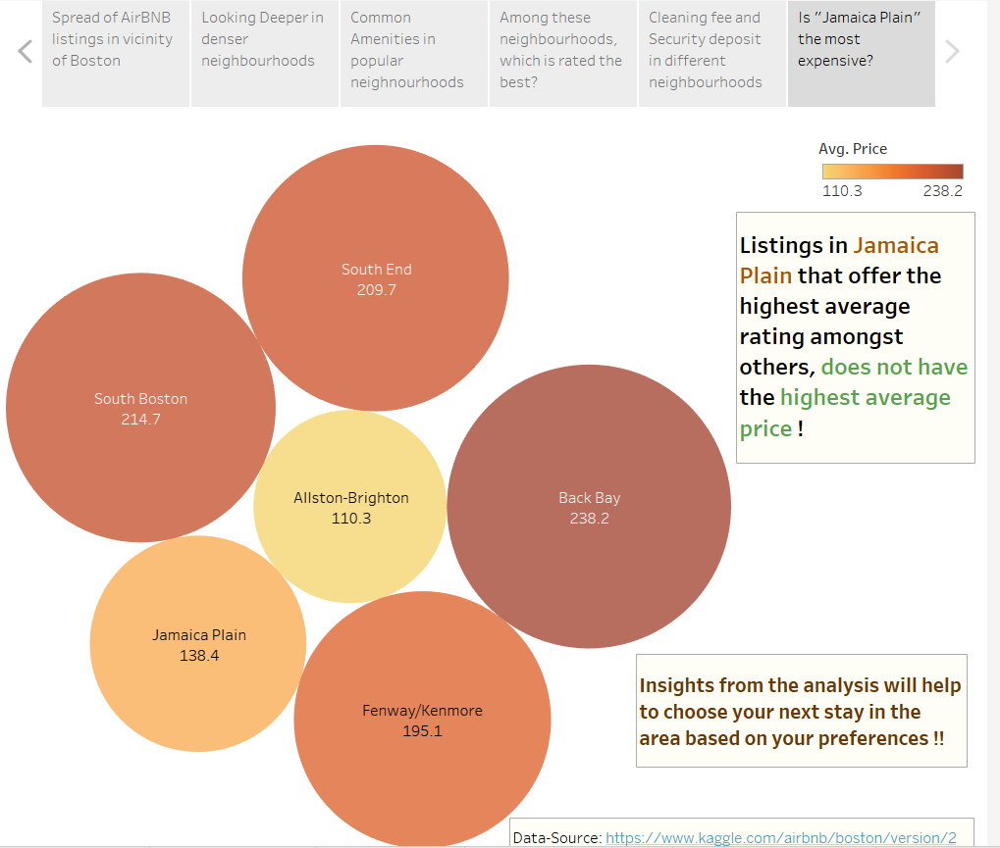 Spread of AirBNB
listings in vicinity
of Boston
Looking Deeper in
denser
neighbourhoods
Common
Amenities in
popular
neighnourhoods
Among these
neighbourhoods,
which is rated the
best?
Cleaning fee and
Security deposit
in different
neighbourhoods
Is "Jamaica Plain"
the most
expensive?
Avg. Price
110.3 238.2
Listings in Jamaica
Plain that offer the
highest average
rating amongst
others, does not have
the highest average
price !
South End
209.7
South Boston
214.7
Allston-Brighton
110.3
Back Bay
238.2
Jamaica Plain
138.4
Fenway/Kenmore
195.1
Insights from the analysis will help
to choose your next stay in the
area based on your preferences !!
Data-Source: https://www.kaggle.com/airbnb/boston/version/2